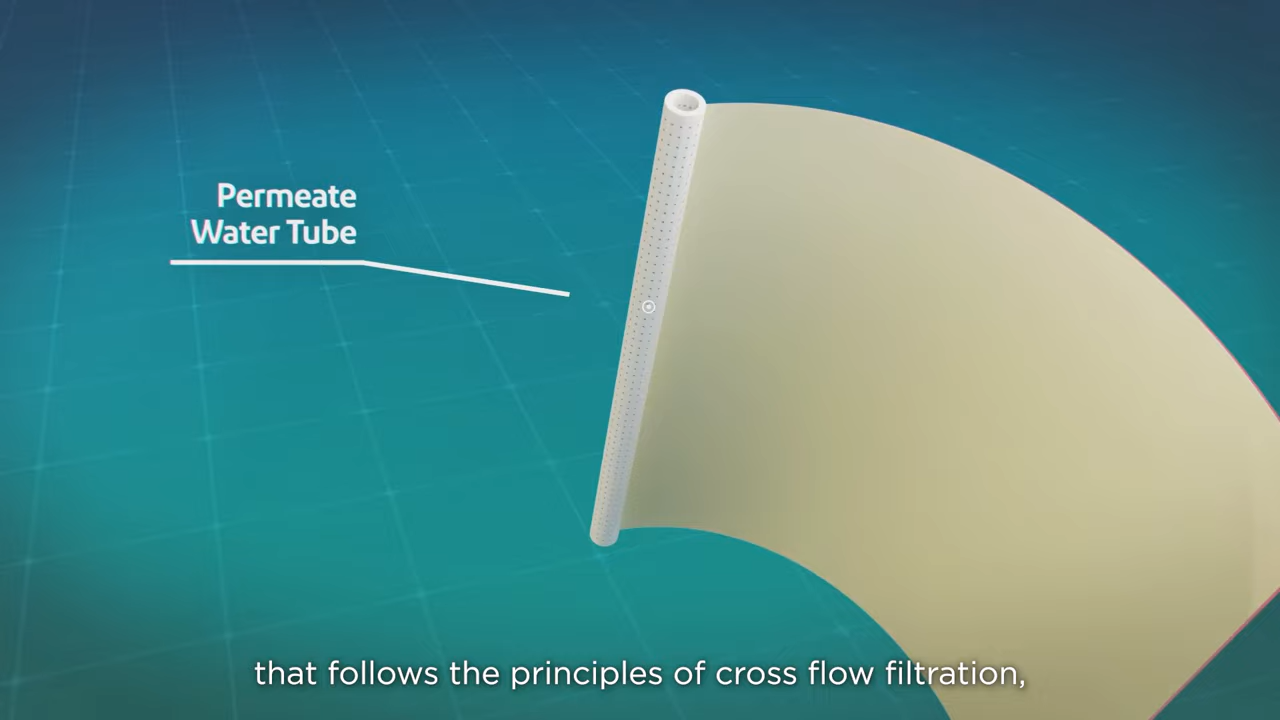 Permeate
Water Tube
that follows the principles of cross flow filtration,